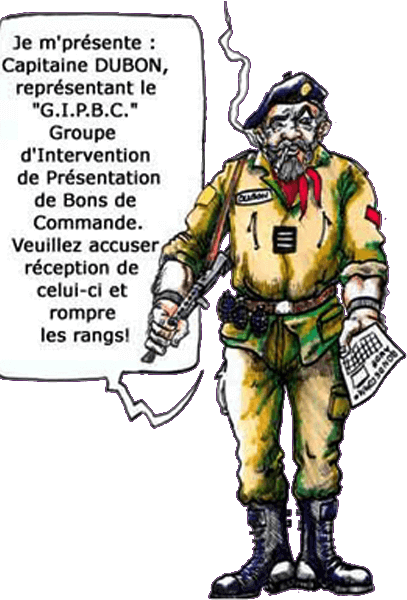 Je m'présente :
Capitaine DUBON,
représentant le
"G.I.P.B.C."
Groupe
d'Intervention
de Présentation
de Bons de
Commande.
Veuillez accuser
réception de
celui-ci et
rompre
les rangs!
DUBON